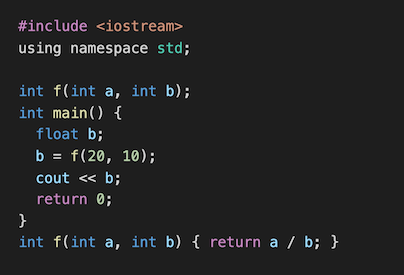 #include <iostream>
using namespace std;
int f(int a, int b);
int main() {
float b;
b = f(20, 10);
cout << b;
return 0;
}
int f(int a, int b) { return a / b; }